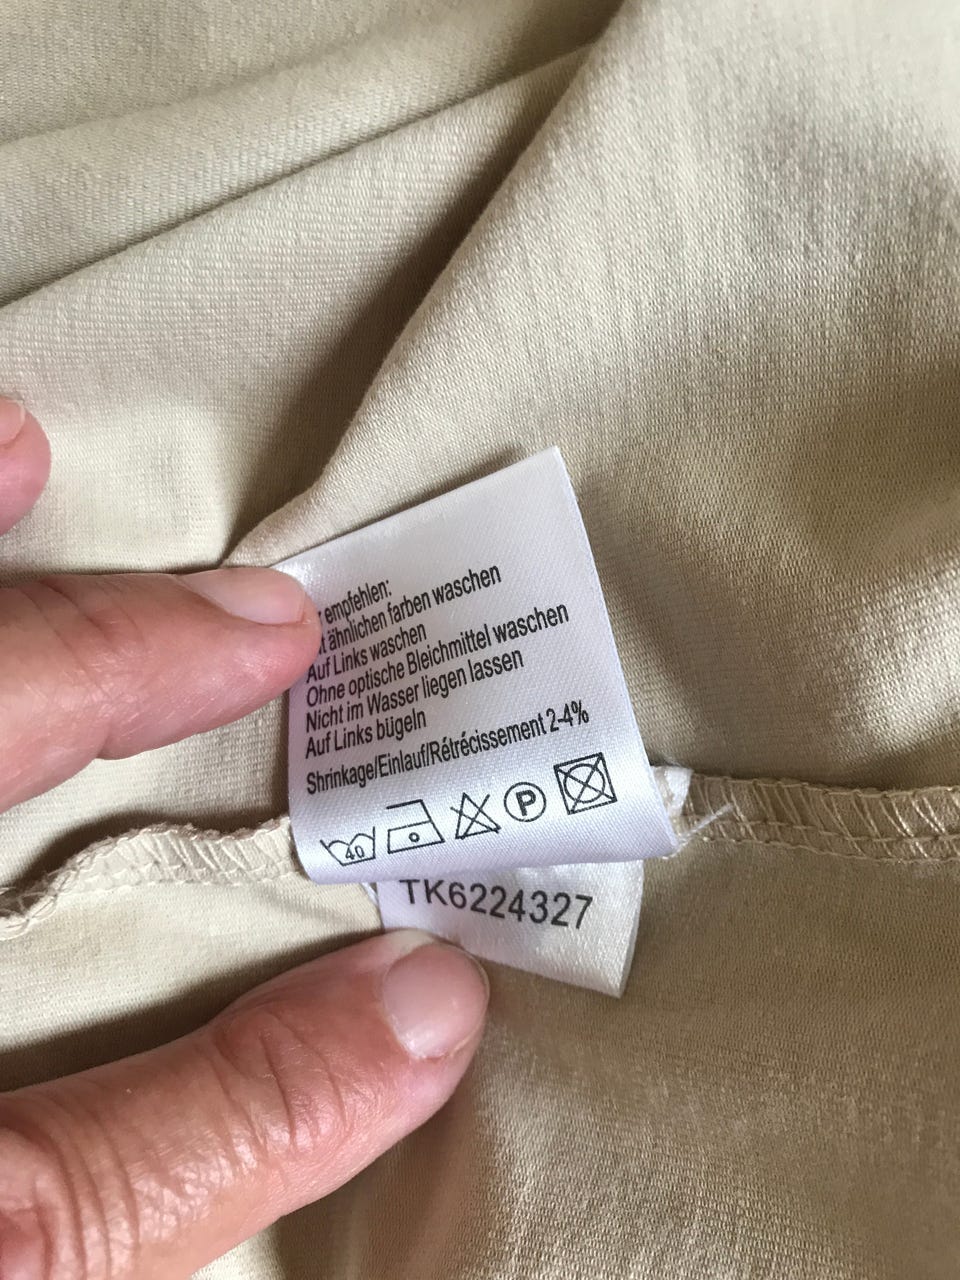 empfehlen:
ähnlichen farben waschen
Auf Links waschen
Ohne optische Bleichmittel waschen
Nicht im Wasser liegen lassen
Auf Links bügeln
Shrinkage/Einlauf/Rétrécissement 2-4%
40 P
TK6224327